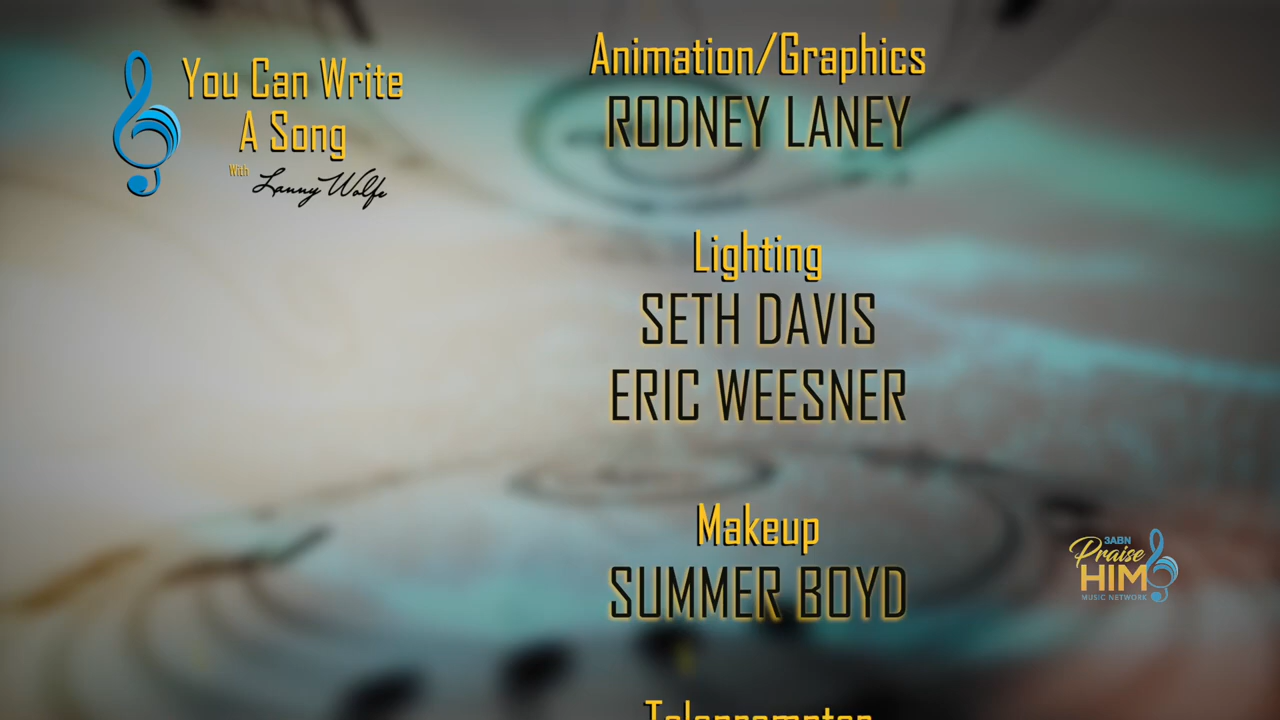 You Can Write
A Song
With Lanny Wolfe
Animation/Graphics
RODNEY LANEY
Lighting
SETH DAVIS
ERIC WEESNER
Makeup
SUMMER BOYD
Teleprompter
3ABN
Praise
HIM
MUSIC NETWORK